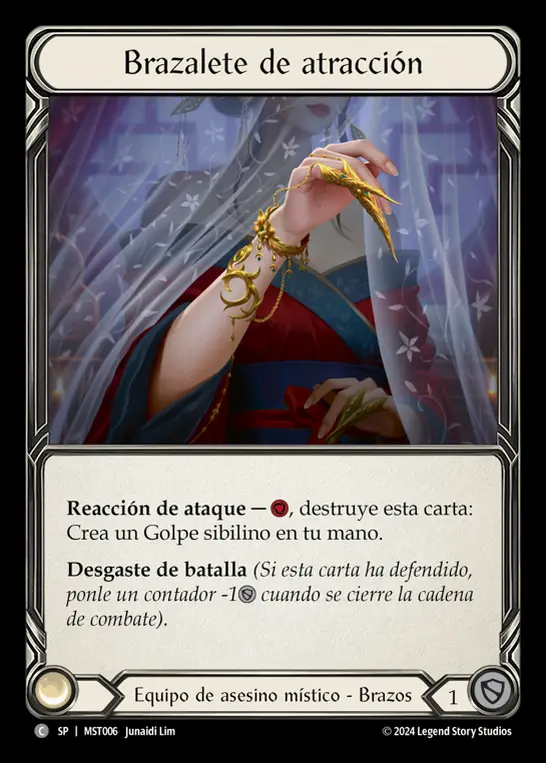 Brazalete de atracción
Reacción de ataque — , destruye esta carta:
Crea un Golpe sibilino en tu mano.
Desgaste de batalla (Si esta carta ha defendido,
ponle un contador -1 cuando se cierre la cadena
de combate).
Equipo de asesino místico - Brazos
1
C SP | MST006 Junaidi Lim
© 2024 Legend Story Studios